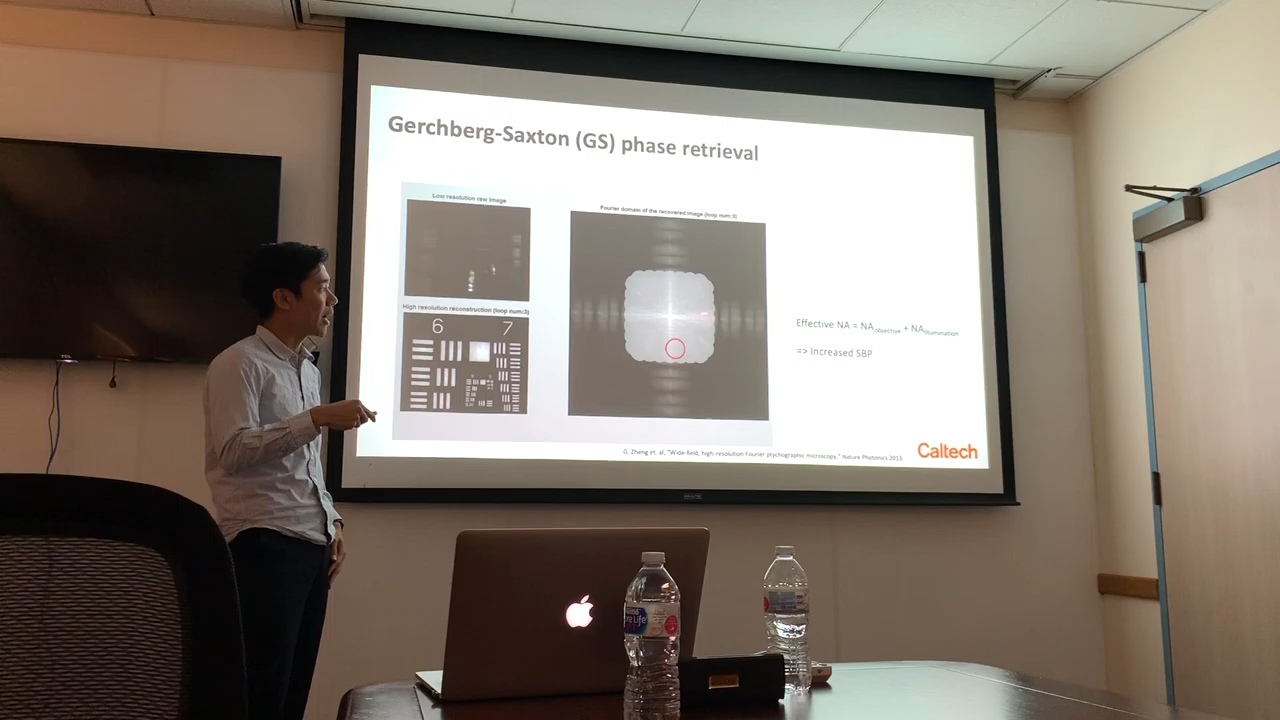 Gerchberg-Saxton (GS) phase retrieval
Low resolution raw image
Fourier domain of the recovered image (loop num:3)
High resolution reconstruction (loop num:3)
6 7
Effective NA = NAobjective + NAillumination
=> Increased SBP
G. Zheng et. al, "Wide-field, high-resolution Fourier ptychographic microscopy," Nature Photonics 2013
Caltech
Life